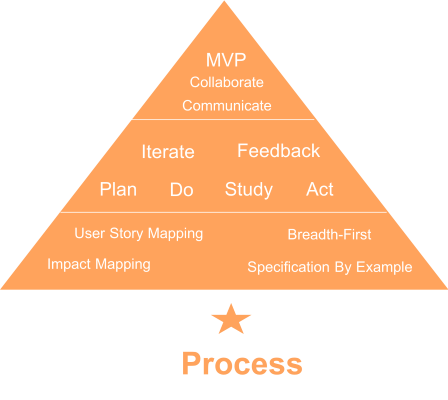 MVP
Collaborate
Communicate
Iterate Feedback
Plan Do Study Act
User Story Mapping Breadth-First
Impact Mapping Specification By Example
Process